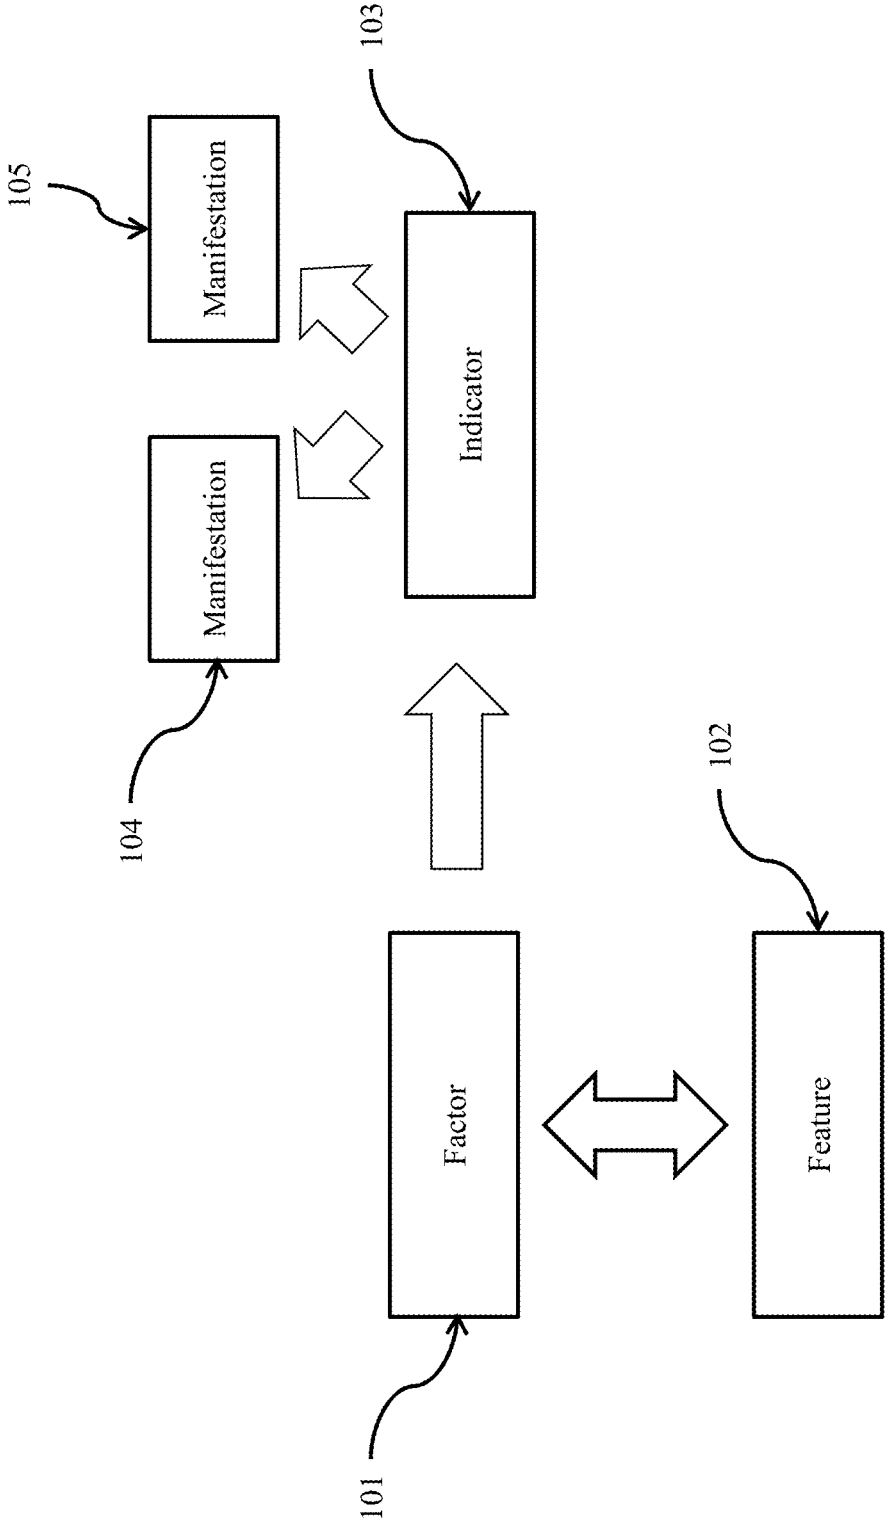 105
Manifestation
Manifestation
104
103
Indicator
101
Factor
102
Feature